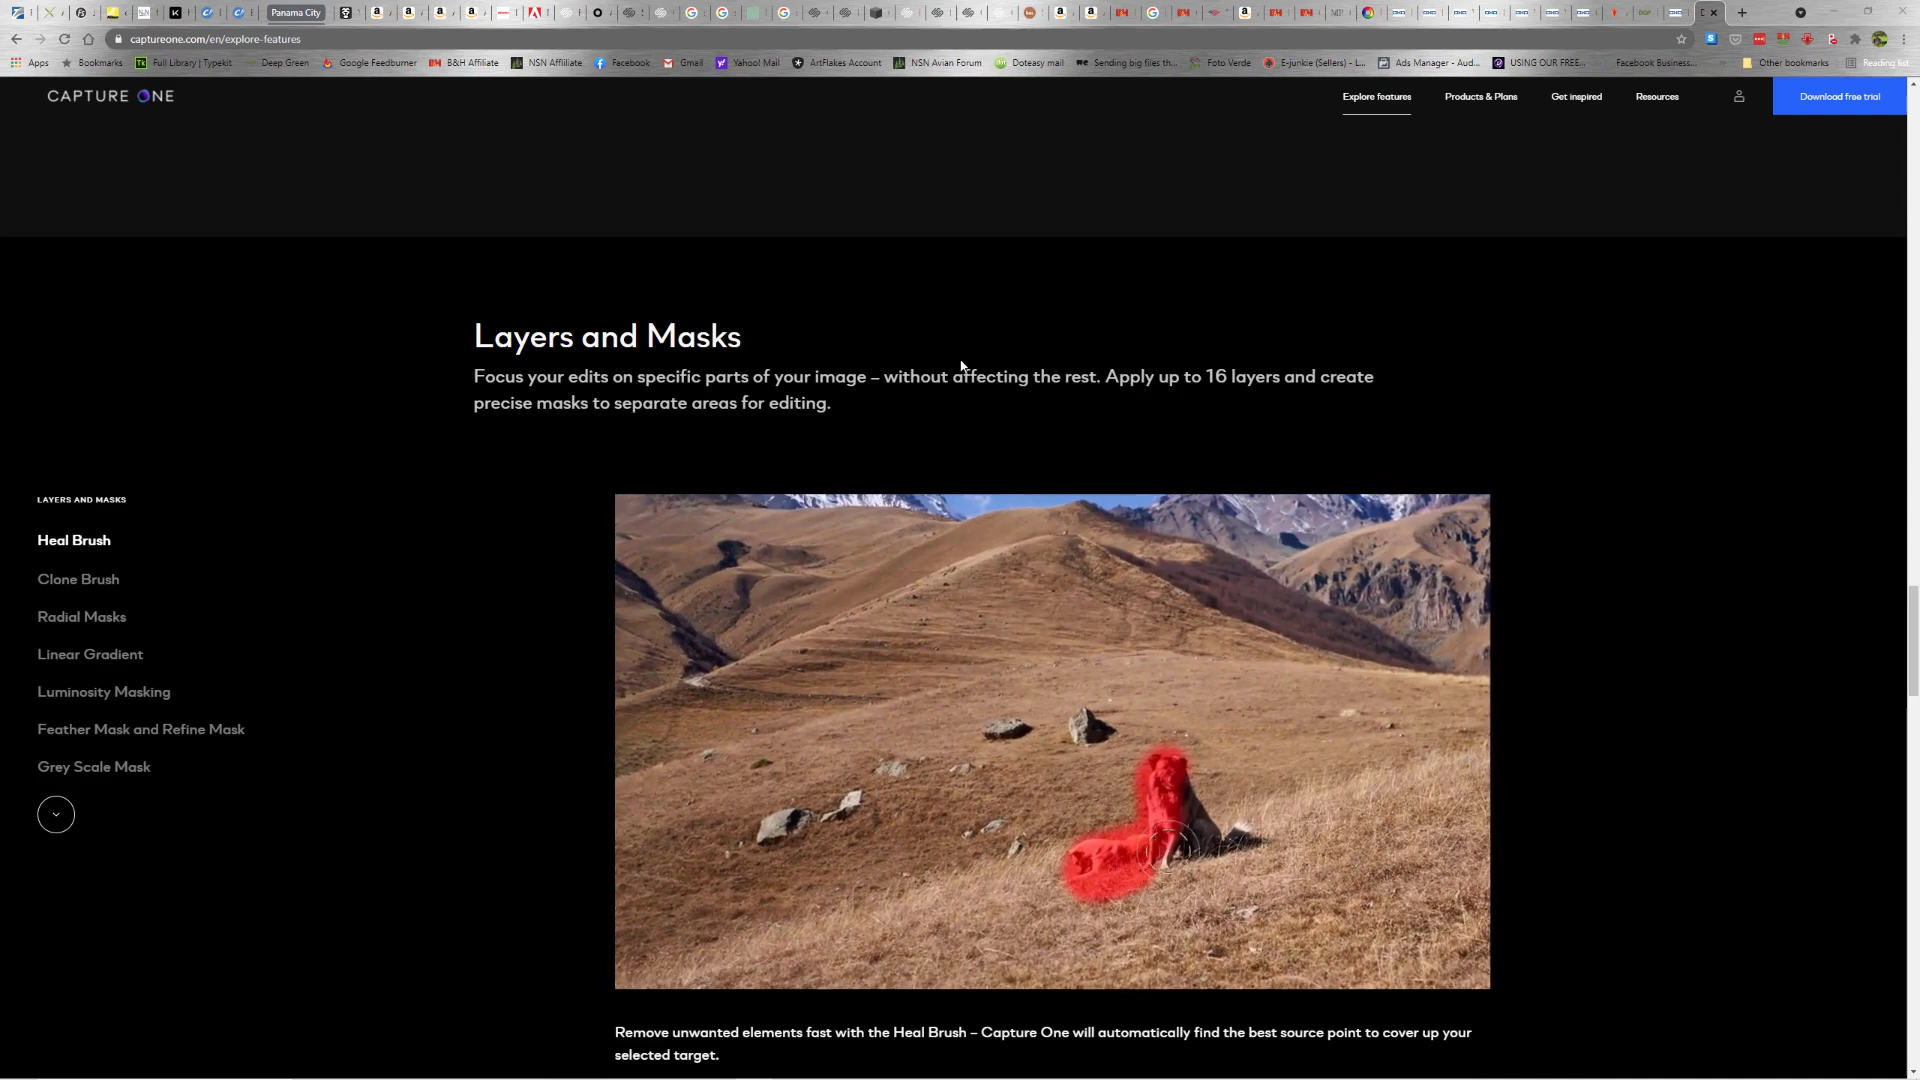 Panama City
captureone.com/en/explore-features
Apps
Bookmarks
Full Library | Typekit
Deep Green
Google Feedburner
B&H Affiliate
NSN Affiliate
Facebook
Gmail
Yahoo! Mail
ArtFlakes Account
NSN Avian Forum
Doteasy mail
Sending big files th...
Foto Verde
E-junkie (Sellers) - L...
Ads Manager - Aud...
USING OUR FREE...
Facebook Business...
Other bookmarks
Reading list
CAPTURE ONE
Explore features
Products & Plans
Get inspired
Resources
Download free trial
Layers and Masks
Focus your edits on specific parts of your image – without affecting the rest. Apply up to 16 layers and create
precise masks to separate areas for editing.
LAYERS AND MASKS
Heal Brush
Clone Brush
Radial Masks
Linear Gradient
Luminosity Masking
Feather Mask and Refine Mask
Grey Scale Mask
Remove unwanted elements fast with the Heal Brush – Capture One will automatically find the best source point to cover up your
selected target.